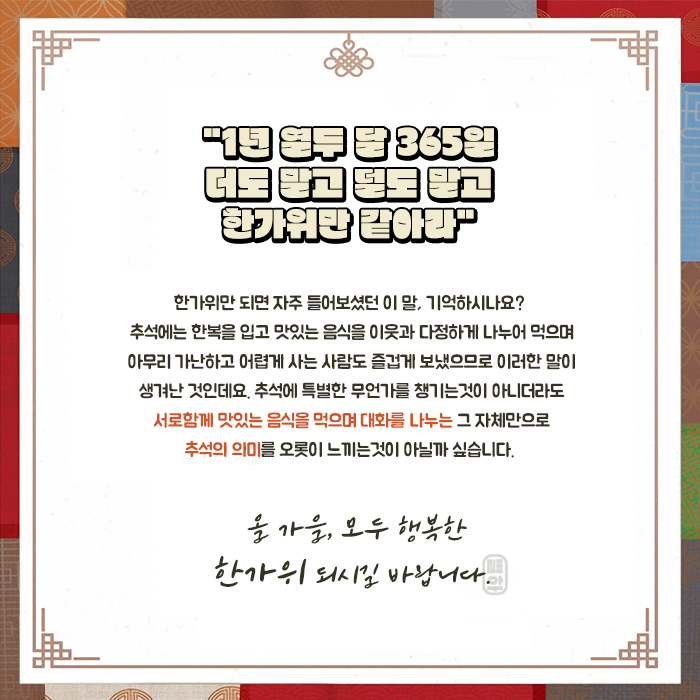 "1년 열두 달 365일
더도 말고 덜도 말고
한가위만 같아라"
한가위만 되면 자주 들어보셨던 이 말, 기억하시나요?
추석에는 한복을 입고 맛있는 음식을 이웃과 다정하게 나누어 먹으며
아무리 가난하고 어렵게 사는 사람도 즐겁게 보냈으므로 이러한 말이
생겨난 것인데요. 추석에 특별한 무언가를 챙기는것이 아니더라도
서로함께 맛있는 음식을 먹으며 대화를 나누는 그 자체만으로
추석의 의미를 오롯이 느끼는것이 아닐까 싶습니다.
올 가을, 모두 행복한
한가위 되시길 바랍니다.